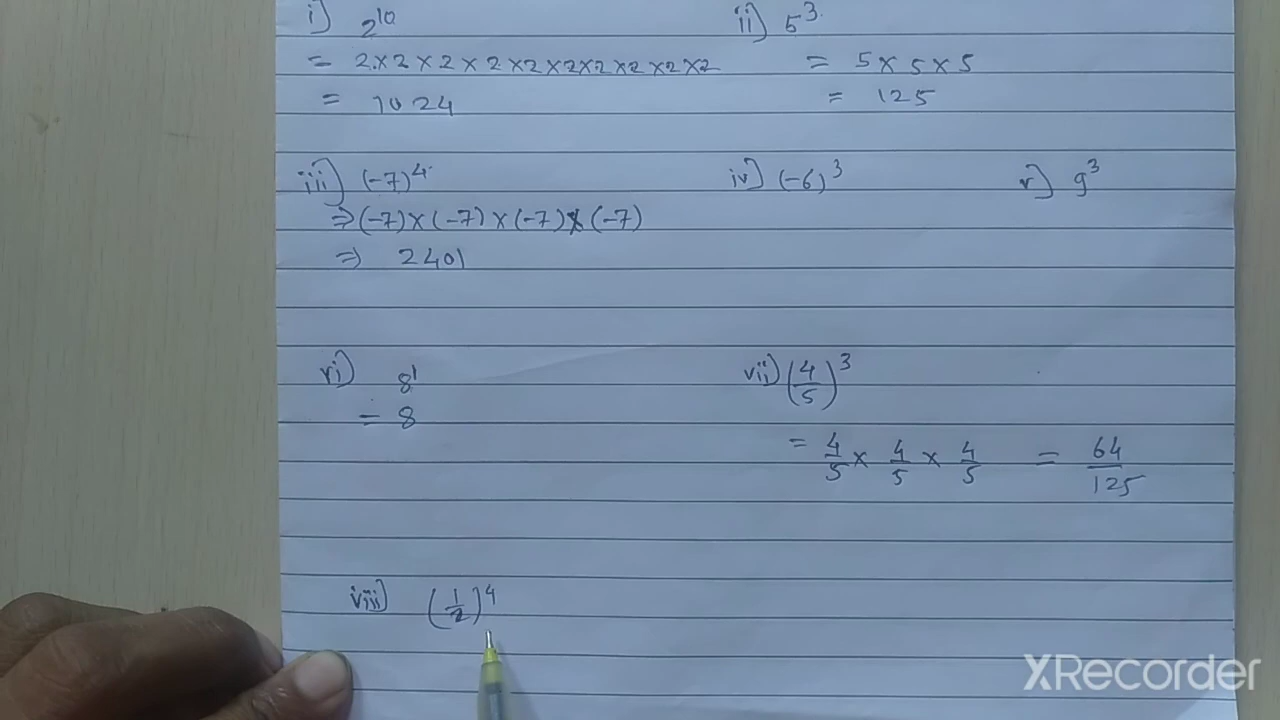 i) 2^10 ii) 5^3
= 2×2×2×2×2×2×2×2×2×2 = 5×5×5
= 1024 = 125
iii) (-7)^4 iv) (-6)^3 v) 9^3
⇒ (-7)×(-7)×(-7)×(-7)
⇒ 2401
vi) 8^1 vii) (4/5)^3
= 8
= 4/5 × 4/5 × 4/5 = 64/125
viii) (1/2)^4
XRecorder